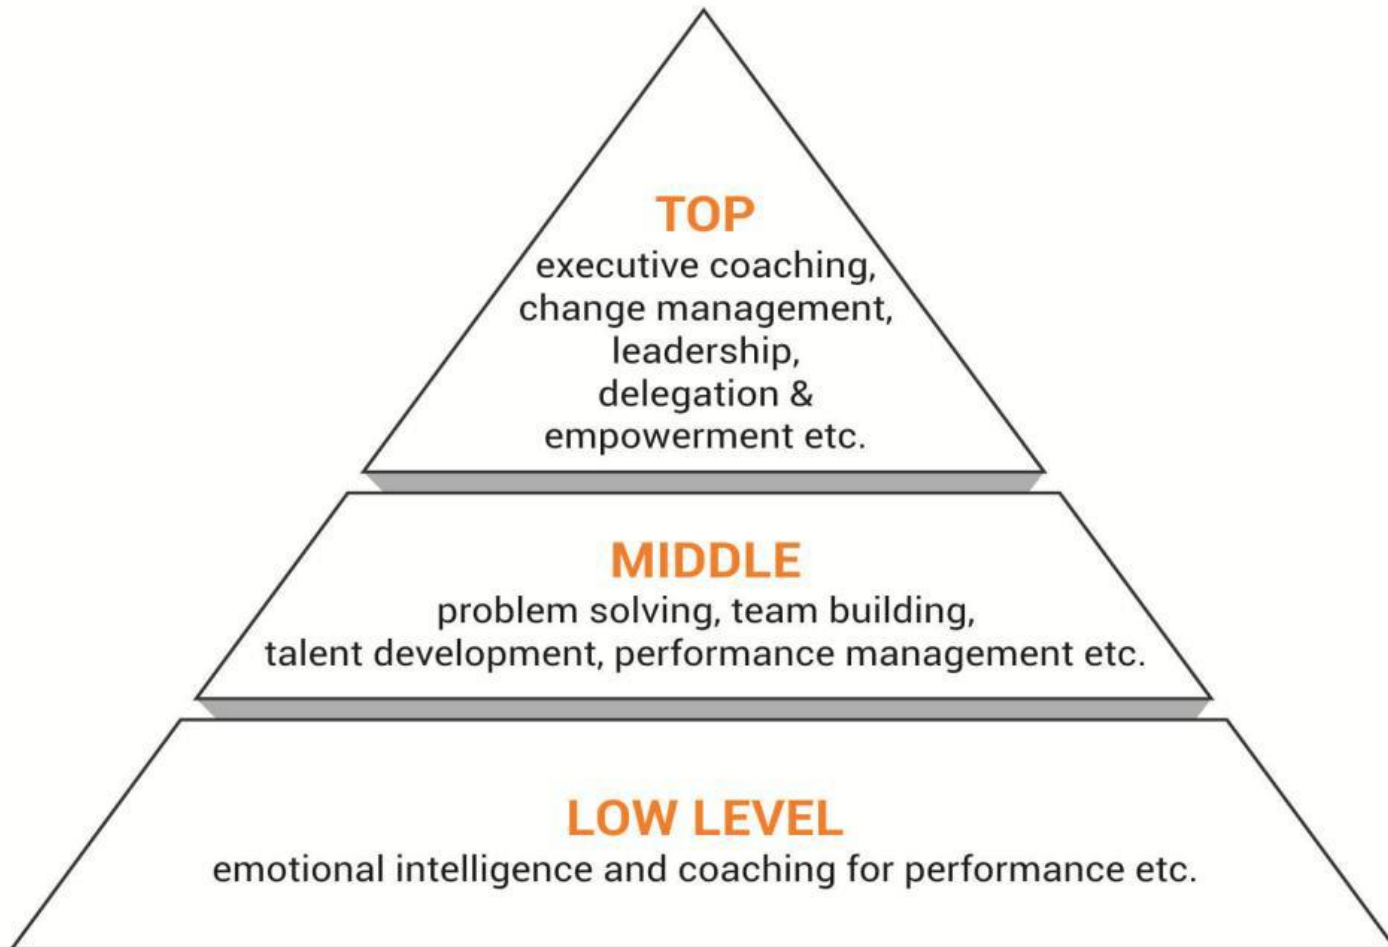 TOP
executive coaching,
change management,
leadership,
delegation &
empowerment etc.
MIDDLE
problem solving, team building,
talent development, performance management etc.
LOW LEVEL
emotional intelligence and coaching for performance etc.